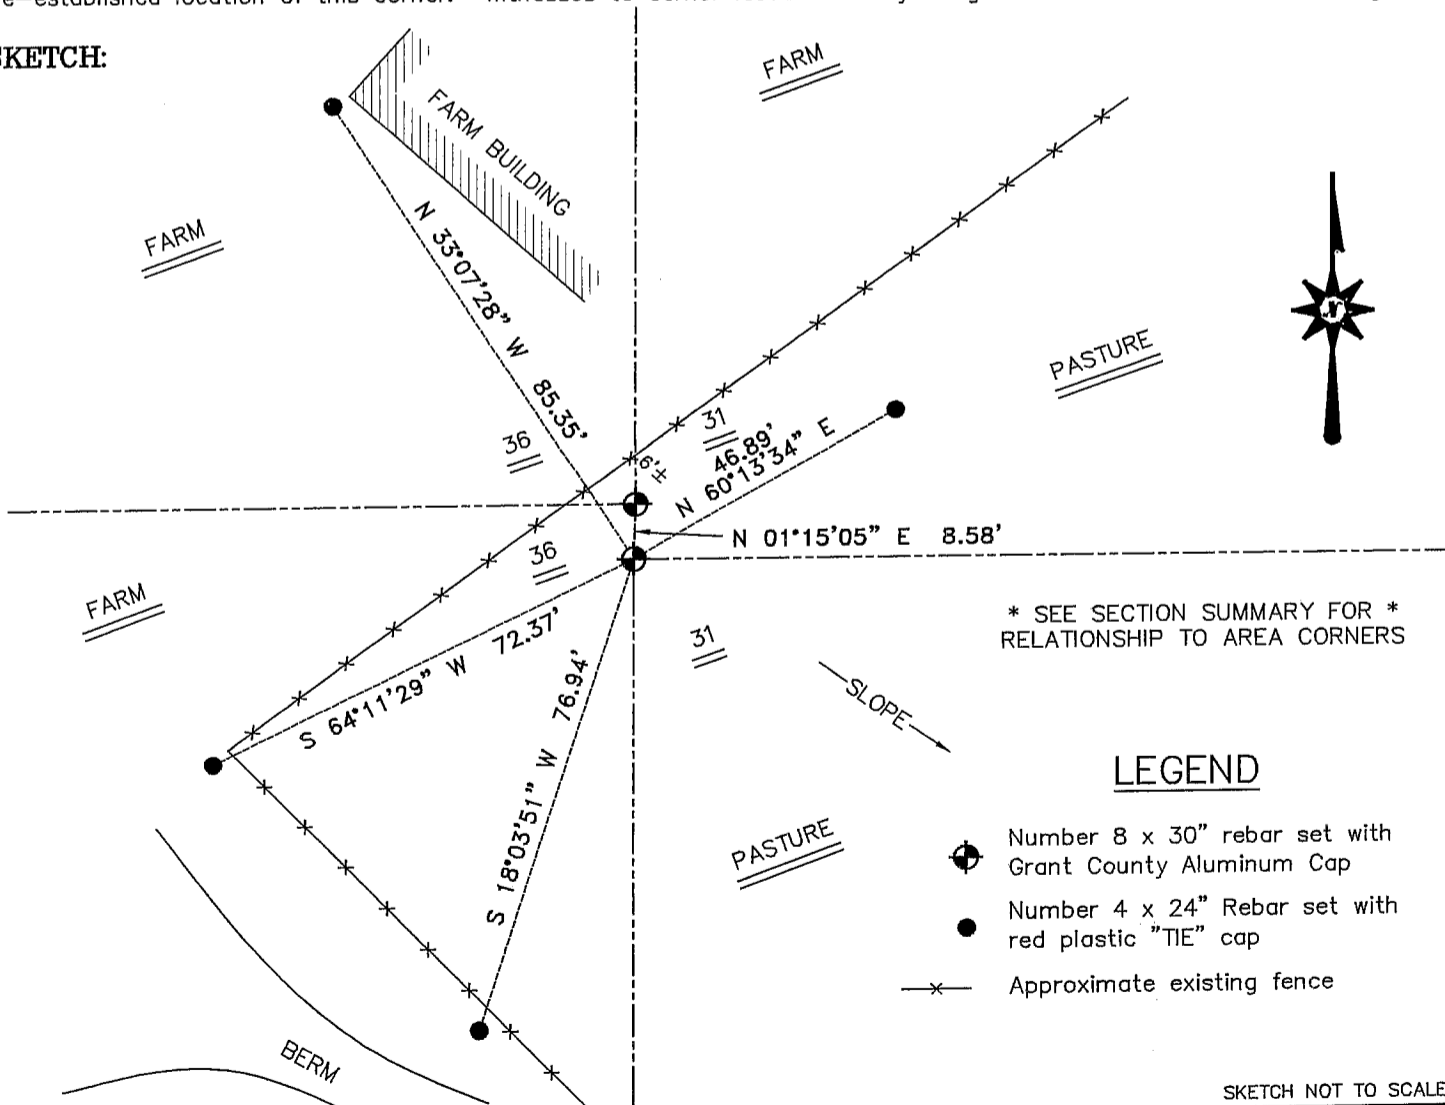 SKETCH:
FARM
FARM BUILDING
FARM
N 33°07'28" W 85.35'
PASTURE
36
31
6'±
46.89'
N 60°13'34" E
N 01°15'05" E 8.58'
36
FARM
S 64°11'29" W 72.37'
31
* SEE SECTION SUMMARY FOR *
RELATIONSHIP TO AREA CORNERS
SLOPE
S 18°03'51" W 76.94'
PASTURE
LEGEND
Number 8 x 30" rebar set with
Grant County Aluminum Cap
Number 4 x 24" Rebar set with
red plastic "TIE" cap
Approximate existing fence
BERM
N
SKETCH NOT TO SCALE